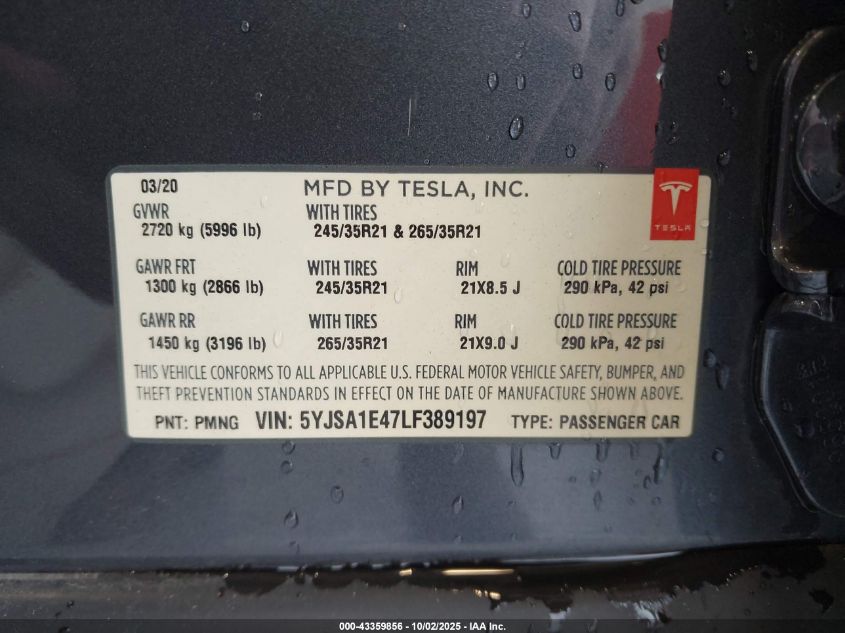 03/20 MFD BY TESLA, INC.
TESLA
GVWR WITH TIRES
2720 kg (5996 lb) 245/35R21 & 265/35R21
GAWR FRT WITH TIRES RIM COLD TIRE PRESSURE
1300 kg (2866 lb) 245/35R21 21X8.5 J 290 kPa, 42 psi
GAWR RR WITH TIRES RIM COLD TIRE PRESSURE
1450 kg (3196 lb) 265/35R21 21X9.0 J 290 kPa, 42 psi
THIS VEHICLE CONFORMS TO ALL APPLICABLE U.S. FEDERAL MOTOR VEHICLE SAFETY, BUMPER, AND
THEFT PREVENTION STANDARDS IN EFFECT ON THE DATE OF MANUFACTURE SHOWN ABOVE.
PNT: PMNG VIN: 5YJSA1E47LF389197 TYPE: PASSENGER CAR
000-43359856 - 10/02/2025 - IAA Inc.